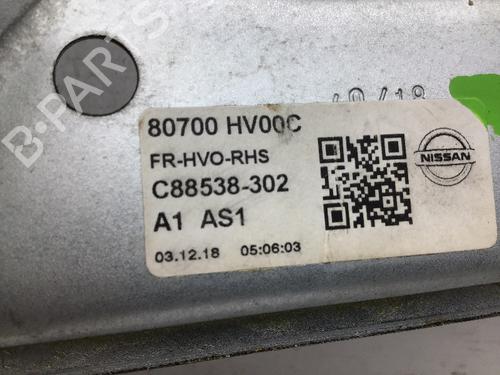 B-PARTS
80700 HV00C
FR-HVO-RHS
C88538-302
A1 AS1
03.12.18 05:06:03
NISSAN